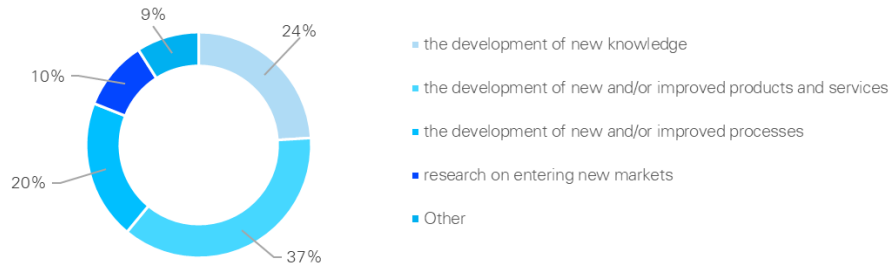 9%
24%
10%
20%
37%
the development of new knowledge
the development of new and/or improved products and services
the development of new and/or improved processes
research on entering new markets
Other